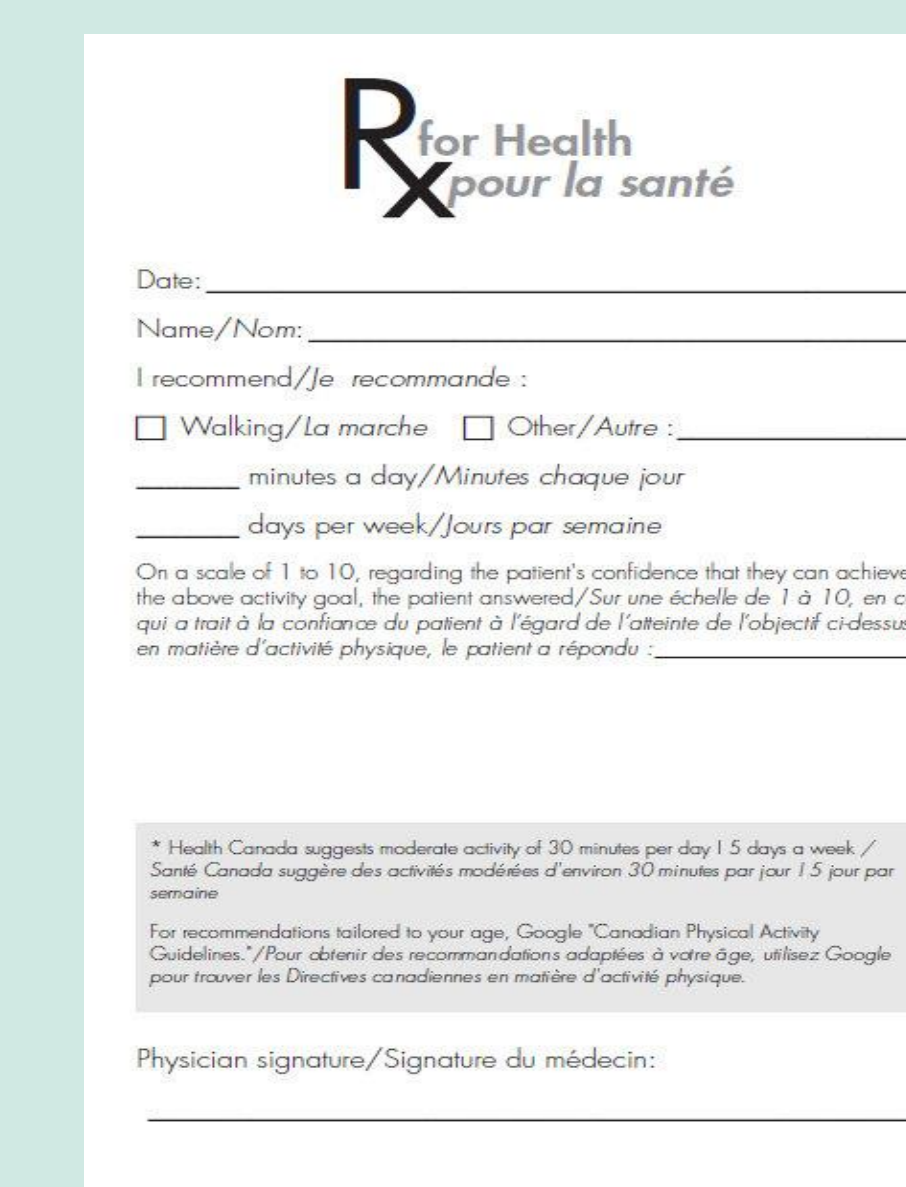 Rx for Health
pour la santé
Date:
Name/Nom:
I recommend/Je recommande :
Walking/La marche Other/Autre :
minutes a day/Minutes chaque jour
days per week/Jours par semaine
On a scale of 1 to 10, regarding the patient's confidence that they can achieve
the above activity goal, the patient answered/Sur une échelle de 1 à 10, en c
qui a trait à la confiance du patient à l'égard de l'atteinte de l'objectif ci-dessus
en matière d'activité physique, le patient a répondu :
* Health Canada suggests moderate activity of 30 minutes per day I 5 days a week /
Santé Canada suggère des activités modérées d'environ 30 minutes par jour I 5 jour par
semaine
For recommendations tailored to your age, Google "Canadian Physical Activity
Guidelines."/Pour obtenir des recommandations adaptées à votre âge, utilisez Google
pour trouver les Directives canadiennes en matière d'activité physique.
Physician signature/Signature du médecin: